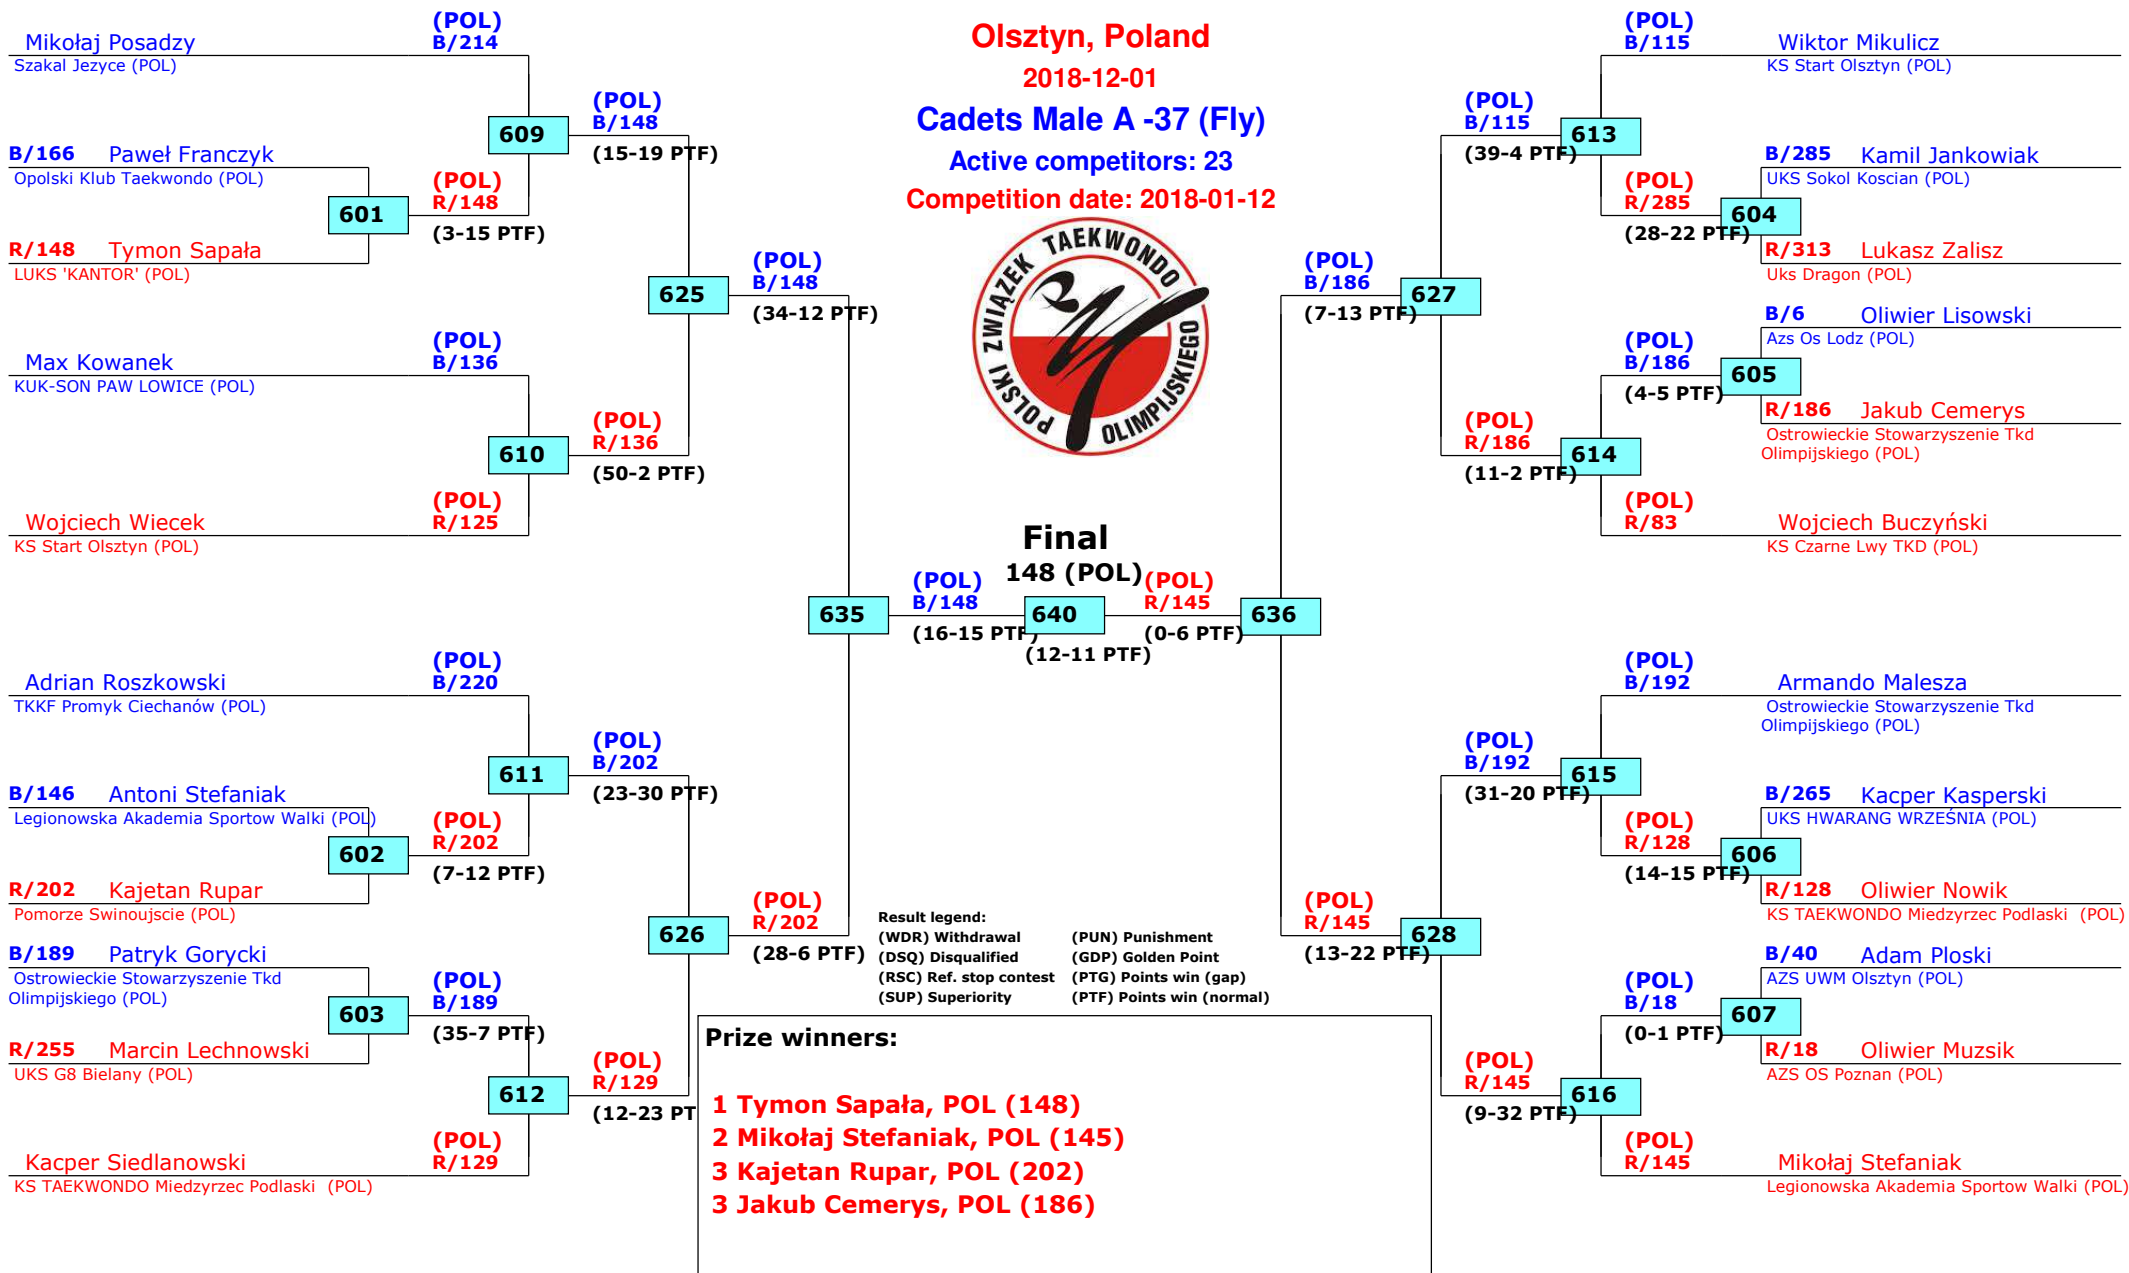 Olsztyn, Poland
2018-12-01
Cadets Male A -37 (Fly)
Active competitors: 23
Competition date: 2018-01-12
POLSKI ZWIĄZEK TAEKWONDO OLIMPIJSKIEGO
(POL)
B/214
Mikołaj Posadzy
Szakal Jezyce (POL)
609
(POL)
B/148
(15-19 PTF)
B/166 Paweł Franczyk
Opolski Klub Taekwondo (POL)
601
(POL)
R/148
(3-15 PTF)
R/148 Tymon Sapała
LUKS 'KANTOR' (POL)
625
(POL)
B/148
(34-12 PTF)
(POL)
B/136
Max Kowanek
KUK-SON PAW LOWICE (POL)
610
(POL)
R/136
(50-2 PTF)
(POL)
R/125
Wojciech Wiecek
KS Start Olsztyn (POL)
635
(POL)
B/148
(16-15 PTF)
Final
148 (POL)
640
(12-11 PTF)
(POL)
R/145
(0-6 PTF)
636
(POL)
B/220
Adrian Roszkowski
TKKF Promyk Ciechanów (POL)
611
(POL)
B/202
(23-30 PTF)
B/146 Antoni Stefaniak
Legionowska Akademia Sportow Walki (POL)
602
(POL)
R/202
(7-12 PTF)
R/202 Kajetan Rupar
Pomorze Swinoujscie (POL)
626
(POL)
R/202
(28-6 PTF)
B/189 Patryk Gorycki
Ostrowieckie Stowarzyszenie Tkd
Olimpijskiego (POL)
603
(POL)
B/189
(35-7 PTF)
R/255 Marcin Lechnowski
UKS G8 Bielany (POL)
612
(POL)
R/129
(12-23 PT
(POL)
R/129
Kacper Siedlanowski
KS TAEKWONDO Miedzyrzec Podlaski (POL)
(POL)
B/115
Wiktor Mikulicz
KS Start Olsztyn (POL)
613
(POL)
B/115
(39-4 PTF)
B/285 Kamil Jankowiak
UKS Sokol Koscian (POL)
604
(POL)
R/285
(28-22 PTF)
R/313 Lukasz Zalisz
Uks Dragon (POL)
627
(POL)
B/186
(7-13 PTF)
B/6 Oliwier Lisowski
Azs Os Lodz (POL)
605
(POL)
B/186
(4-5 PTF)
R/186 Jakub Cemerys
Ostrowieckie Stowarzyszenie Tkd
Olimpijskiego (POL)
614
(POL)
R/186
(11-2 PTF)
(POL)
R/83
Wojciech Buczyński
KS Czarne Lwy TKD (POL)
(POL)
B/192
Armando Malesza
Ostrowieckie Stowarzyszenie Tkd
Olimpijskiego (POL)
615
(POL)
B/192
(31-20 PTF)
B/265 Kacper Kasperski
UKS HWARANG WRZEŚNIA (POL)
606
(POL)
R/128
(14-15 PTF)
R/128 Oliwier Nowik
KS TAEKWONDO Miedzyrzec Podlaski (POL)
628
(POL)
R/145
(13-22 PTF)
B/40 Adam Ploski
AZS UWM Olsztyn (POL)
607
(POL)
B/18
(0-1 PTF)
R/18 Oliwier Muzsik
AZS OS Poznan (POL)
616
(POL)
R/145
(9-32 PTF)
(POL)
R/145
Mikołaj Stefaniak
Legionowska Akademia Sportow Walki (POL)
Result legend:
(WDR) Withdrawal (PUN) Punishment
(DSQ) Disqualified (GDP) Golden Point
(RSC) Ref. stop contest (PTG) Points win (gap)
(SUP) Superiority (PTF) Points win (normal)
Prize winners:
1 Tymon Sapała, POL (148)
2 Mikołaj Stefaniak, POL (145)
3 Kajetan Rupar, POL (202)
3 Jakub Cemerys, POL (186)